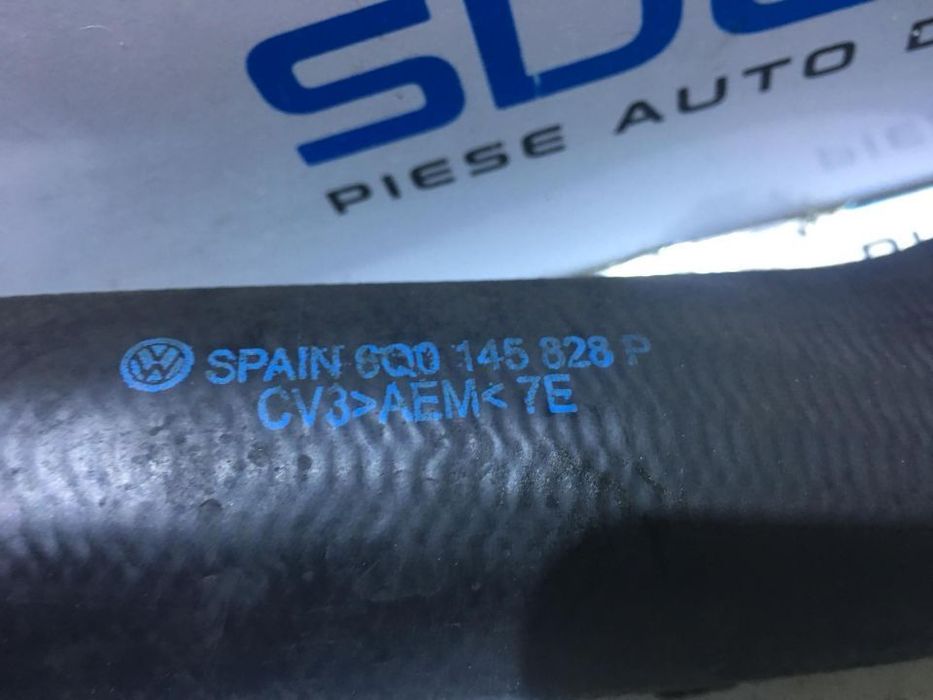 PIESE AUTO
SPAIN 6Q0 145 828 P
CV3>AEM<7E